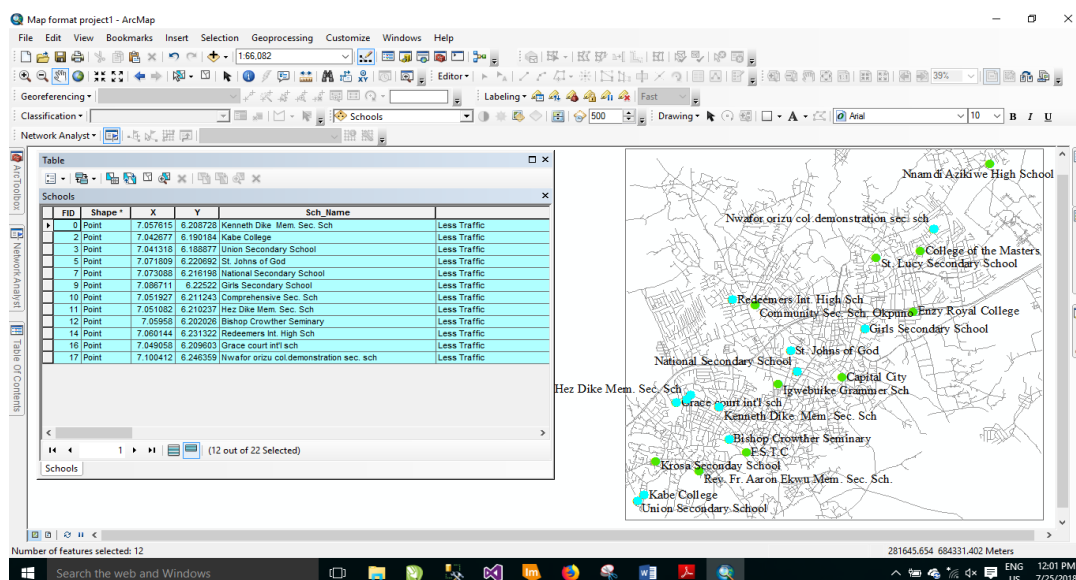 Map format project1 - ArcMap
File Edit View Bookmarks Insert Selection Geoprocessing Customize Windows Help
1:66,082
Editor
39%
Georeferencing
Labeling Fast
Classification Schools 500 Drawing A Arial 10 B I U
Network Analyst
ArcToolbox
Network Analyst
Table Of Contents
Table
Schools
FID Shape * X Y Sch_Name
0 Point 7.057615 6.208728 Kenneth Dike Mem. Sec. Sch Less Traffic
2 Point 7.042677 6.190184 Kabe College Less Traffic
3 Point 7.041318 6.188877 Union Secondary School Less Traffic
5 Point 7.071809 6.220692 St. Johns of God Less Traffic
7 Point 7.073088 6.216198 National Secondary School Less Traffic
9 Point 7.086711 6.22522 Girls Secondary School Less Traffic
10 Point 7.051927 6.211243 Comprehensive Sec. Sch Less Traffic
11 Point 7.051082 6.210237 Hez Dike Mem. Sec. Sch Less Traffic
12 Point 7.05958 6.202026 Bishop Crowther Seminary Less Traffic
14 Point 7.060144 6.231322 Redeemers Int. High Sch Less Traffic
16 Point 7.049058 6.209603 Grace court int'l sch Less Traffic
17 Point 7.100412 6.246359 Nwafor orizu col.demonstration sec. sch Less Traffic
1 (12 out of 22 Selected)
Schools
Nnamdi Azikiwe High School
Nwafor orizu col.demonstration sec. sch
College of the Masters
St. Lucy Secondary School
Redeemers Int. High Sch
Community Sec. Sch. Okpuno
Enzy Royal College
Girls Secondary School
St. Johns of God
National Secondary School
Capital City
Hez Dike Mem. Sec. Sch
Igwebuike Grammer Sch
Grace court int'l sch
Kenneth Dike Mem. Sec. Sch
Bishop Crowther Seminary
F.S.T.C
Krosa Seconday School
Rev. Fr. Aaron Ekwu Mem. Sec. Sch.
Kabe College
Union Secondary School
Number of features selected: 12
281645.654 684331.402 Meters
Search the web and Windows
ENG 12:01 PM
US 7/25/2018